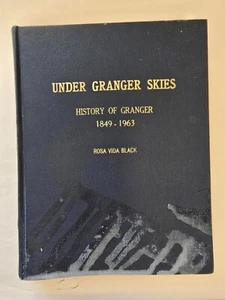 UNDER GRANGER SKIES
HISTORY OF GRANGER
1849 - 1963
ROSA VIDA BLACK